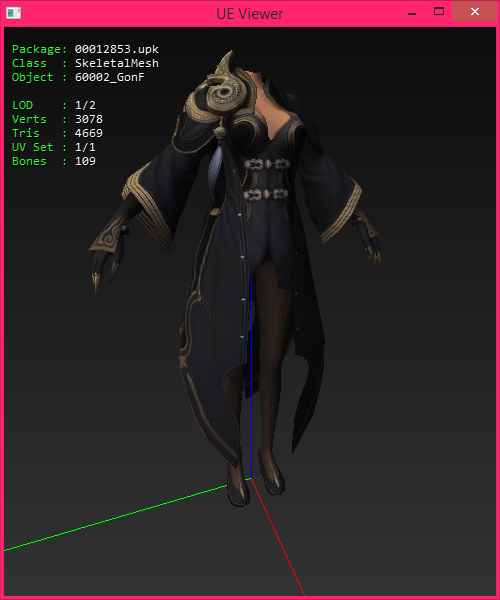 UE Viewer
Package: 00012853.upk
Class  : SkeletalMesh
Object : 60002_GonF
LOD    : 1/2
Verts  : 3078
Tris   : 4669
UV Set : 1/1
Bones  : 109